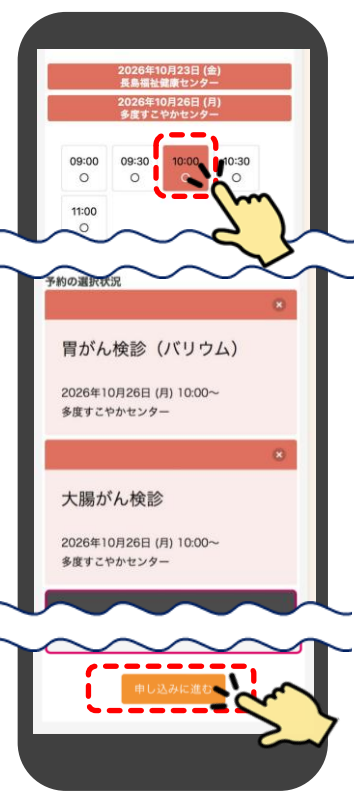 2026年10月23日 (金)
長島福祉健康センター
2026年10月26日 (月)
多度すこやかセンター
09:00 09:30 10:00 10:30
○ ○ ○ ○
11:00
○
予約の選択状況
胃がん検診（バリウム）
2026年10月26日 (月) 10:00～
多度すこやかセンター
大腸がん検診
2026年10月26日 (月) 10:00～
多度すこやかセンター
申し込みに進む